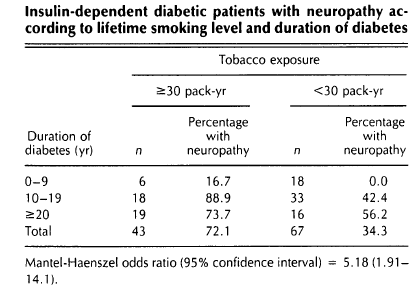 Insulin-dependent diabetic patients with neuropathy ac-
cording to lifetime smoking level and duration of diabetes
Tobacco exposure
≥30 pack-yr <30 pack-yr
Percentage Percentage
Duration of with with
diabetes (yr) n neuropathy n neuropathy
0–9 6 16.7 18 0.0
10–19 18 88.9 33 42.4
≥20 19 73.7 16 56.2
Total 43 72.1 67 34.3
Mantel-Haenszel odds ratio (95% confidence interval) = 5.18 (1.91–
14.1).